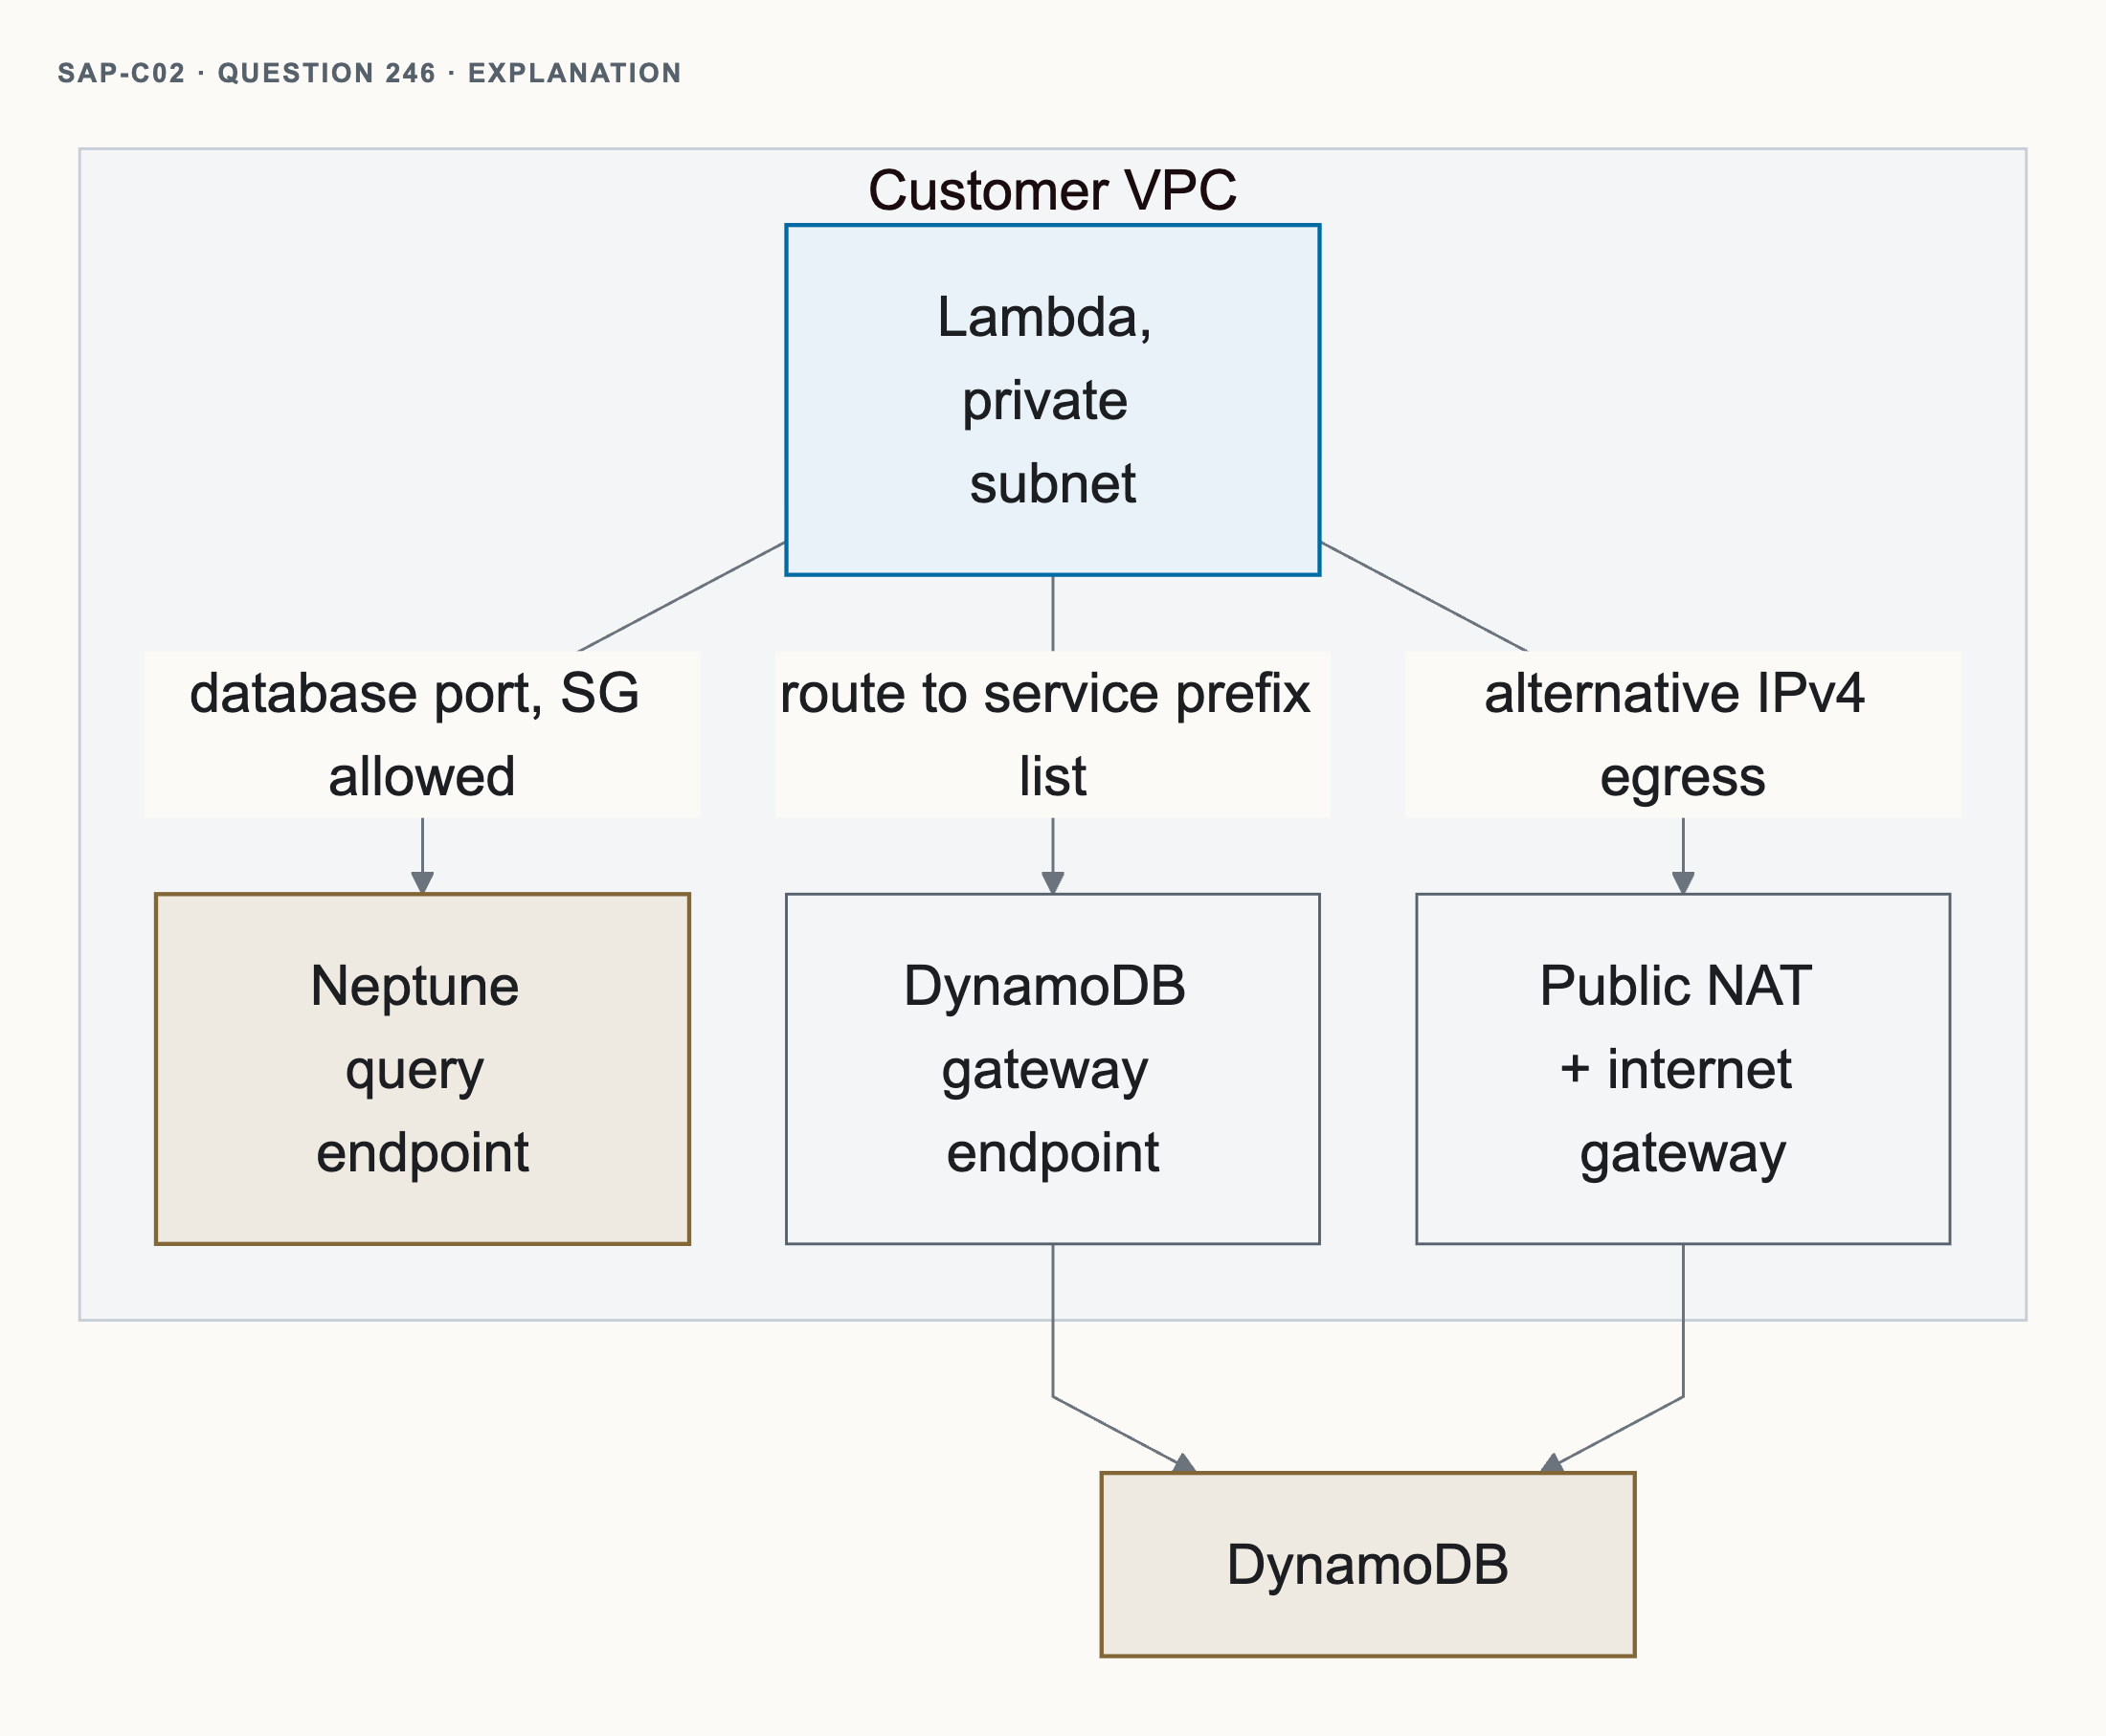 SAP-C02 · QUESTION 246 · EXPLANATION
Customer VPC
Lambda,
private
subnet
database port, SG
allowed
route to service prefix
list
alternative IPv4
egress
Neptune
query
endpoint
DynamoDB
gateway
endpoint
Public NAT
+ internet
gateway
DynamoDB